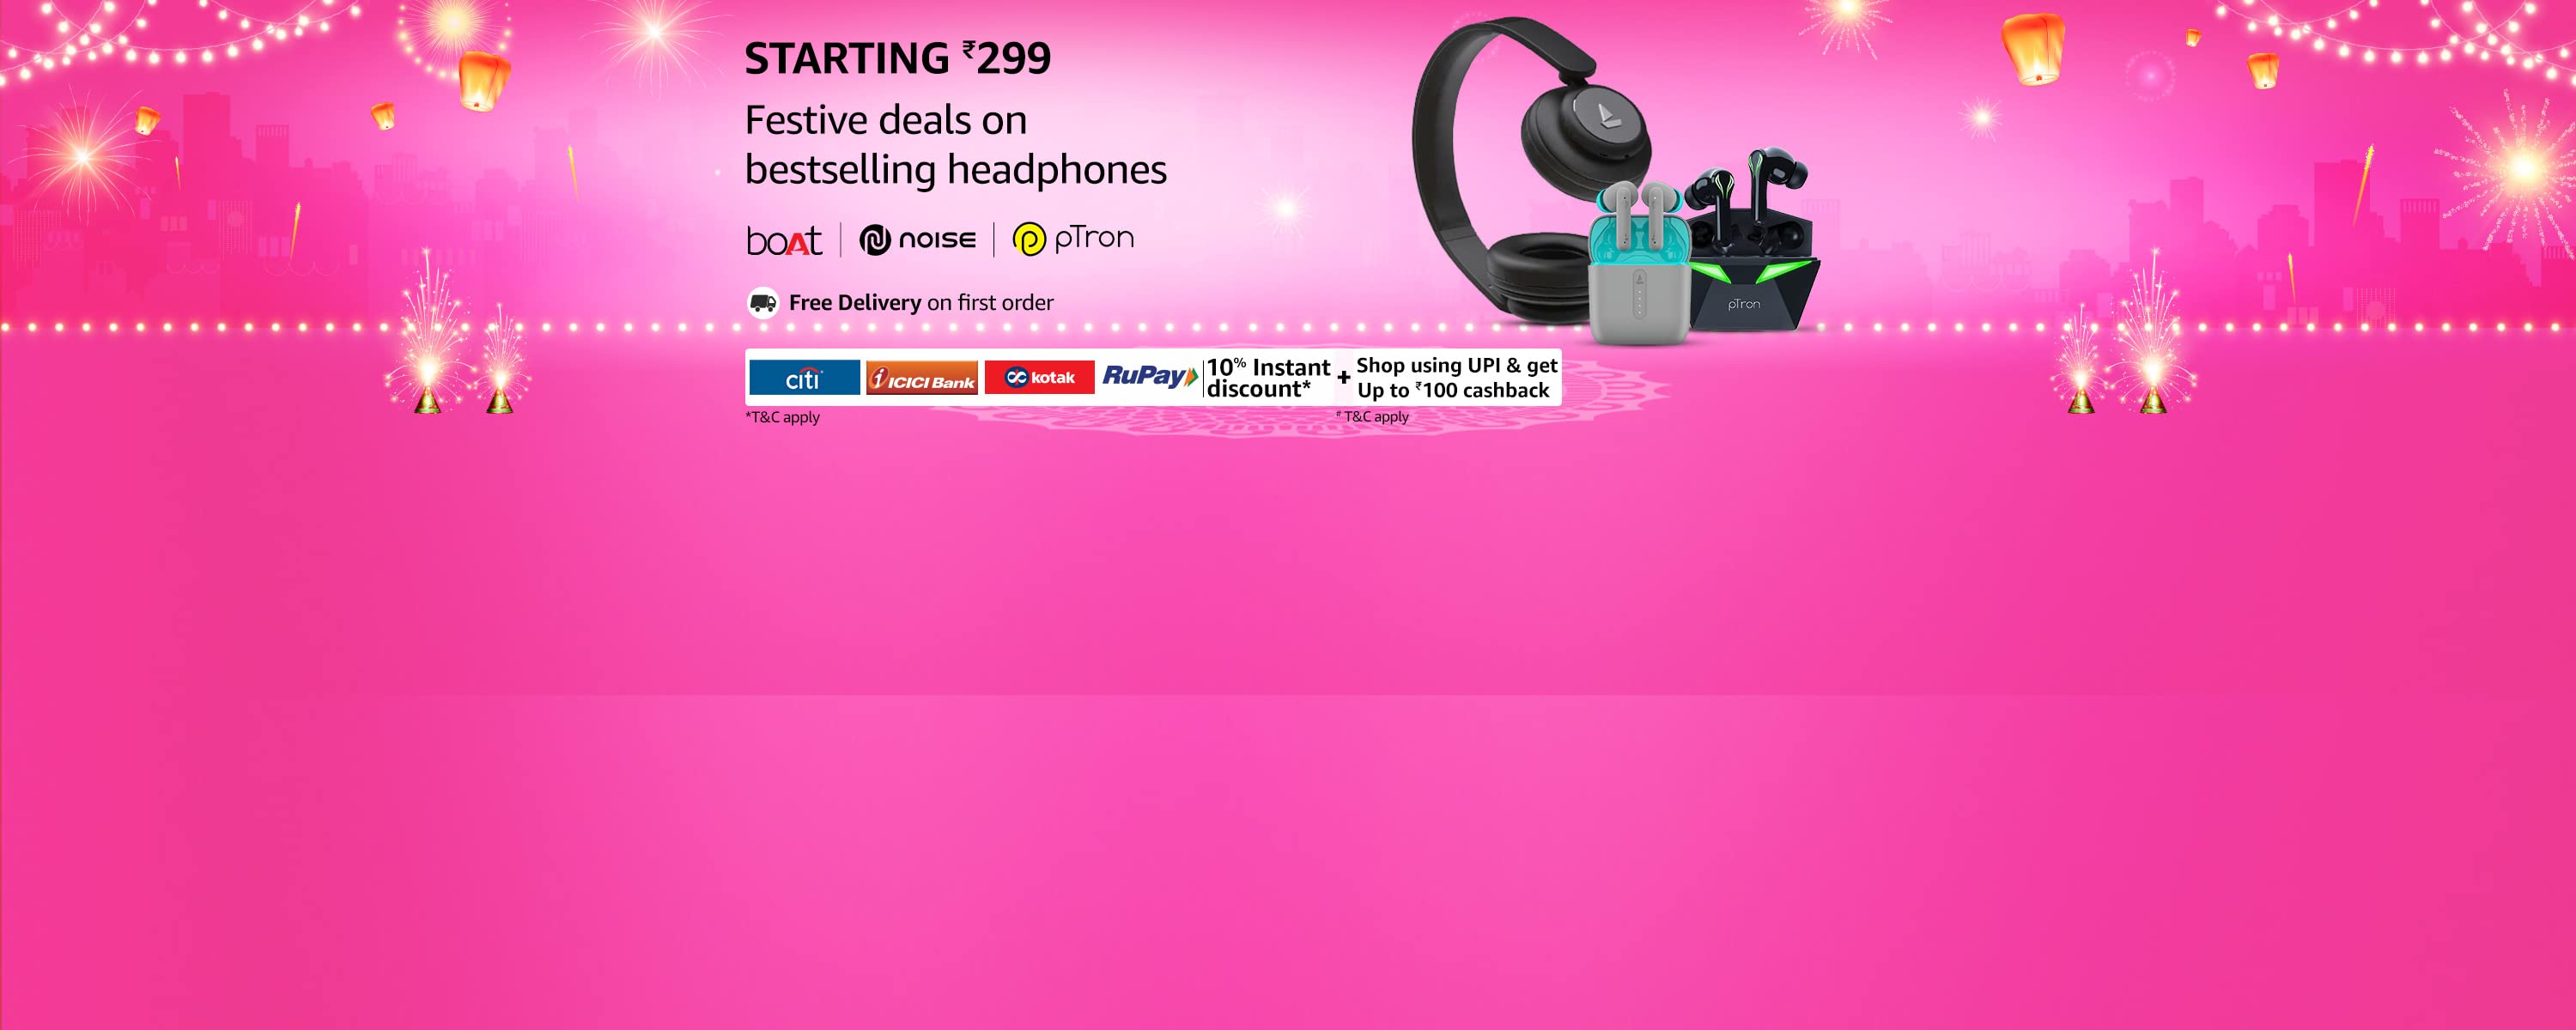 STARTING ₹299
Festive deals on
bestselling headphones
boAt | NOISE | pTron
Free Delivery on first order
citi ICICI Bank kotak RuPay 10% Instant discount* + Shop using UPI & get Up to ₹100 cashback
*T&C apply
# T&C apply
pTron